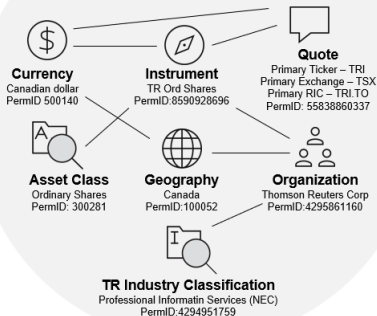 Quote
Primary Ticker – TRI
Primary Exchange – TSX
Primary RIC – TRI.TO
PermID: 55838860337
Currency
Canadian dollar
PermID 500140
Instrument
TR Ord Shares
PermID:8590928696
A
Asset Class
Ordinary Shares
PermID: 300281
Geography
Canada
PermID:100052
Organization
Thomson Reuters Corp
PermID:4295861160
I
TR Industry Classification
Professional Informatin Services (NEC)
PermID:4294951759